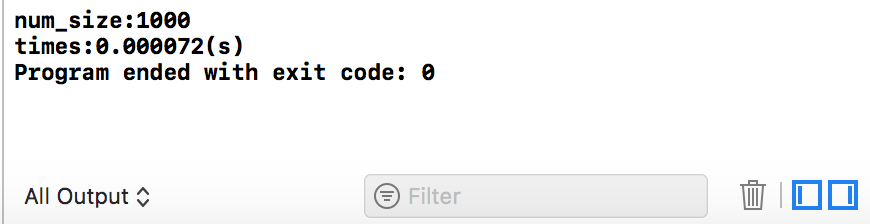 num_size:1000
times:0.000072(s)
Program ended with exit code: 0
All Output
Filter